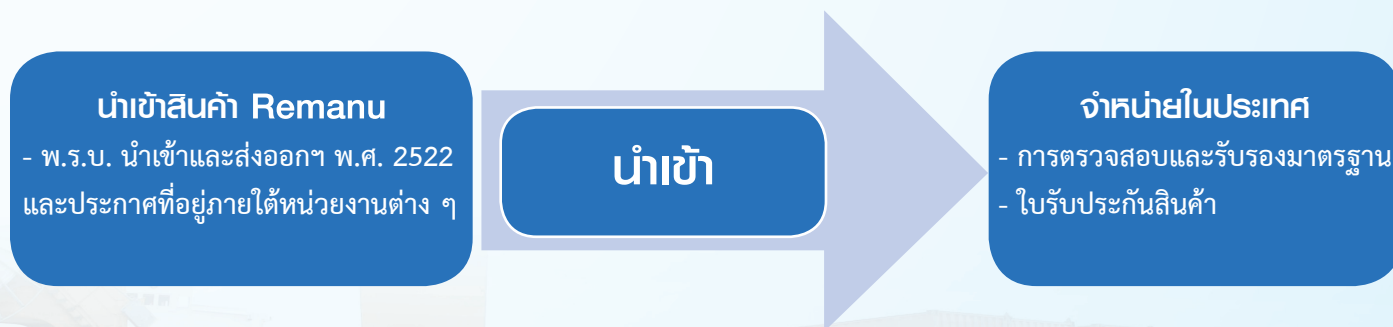 นำเข้าสินค้า Remanu
- พ.ร.บ. นำเข้าและส่งออกฯ พ.ศ. 2522
และประกาศที่อยู่ภายใต้หน่วยงานต่าง ๆ
นำเข้า
จำหน่ายในประเทศ
- การตรวจสอบและรับรองมาตรฐาน
- ใบรับประกันสินค้า